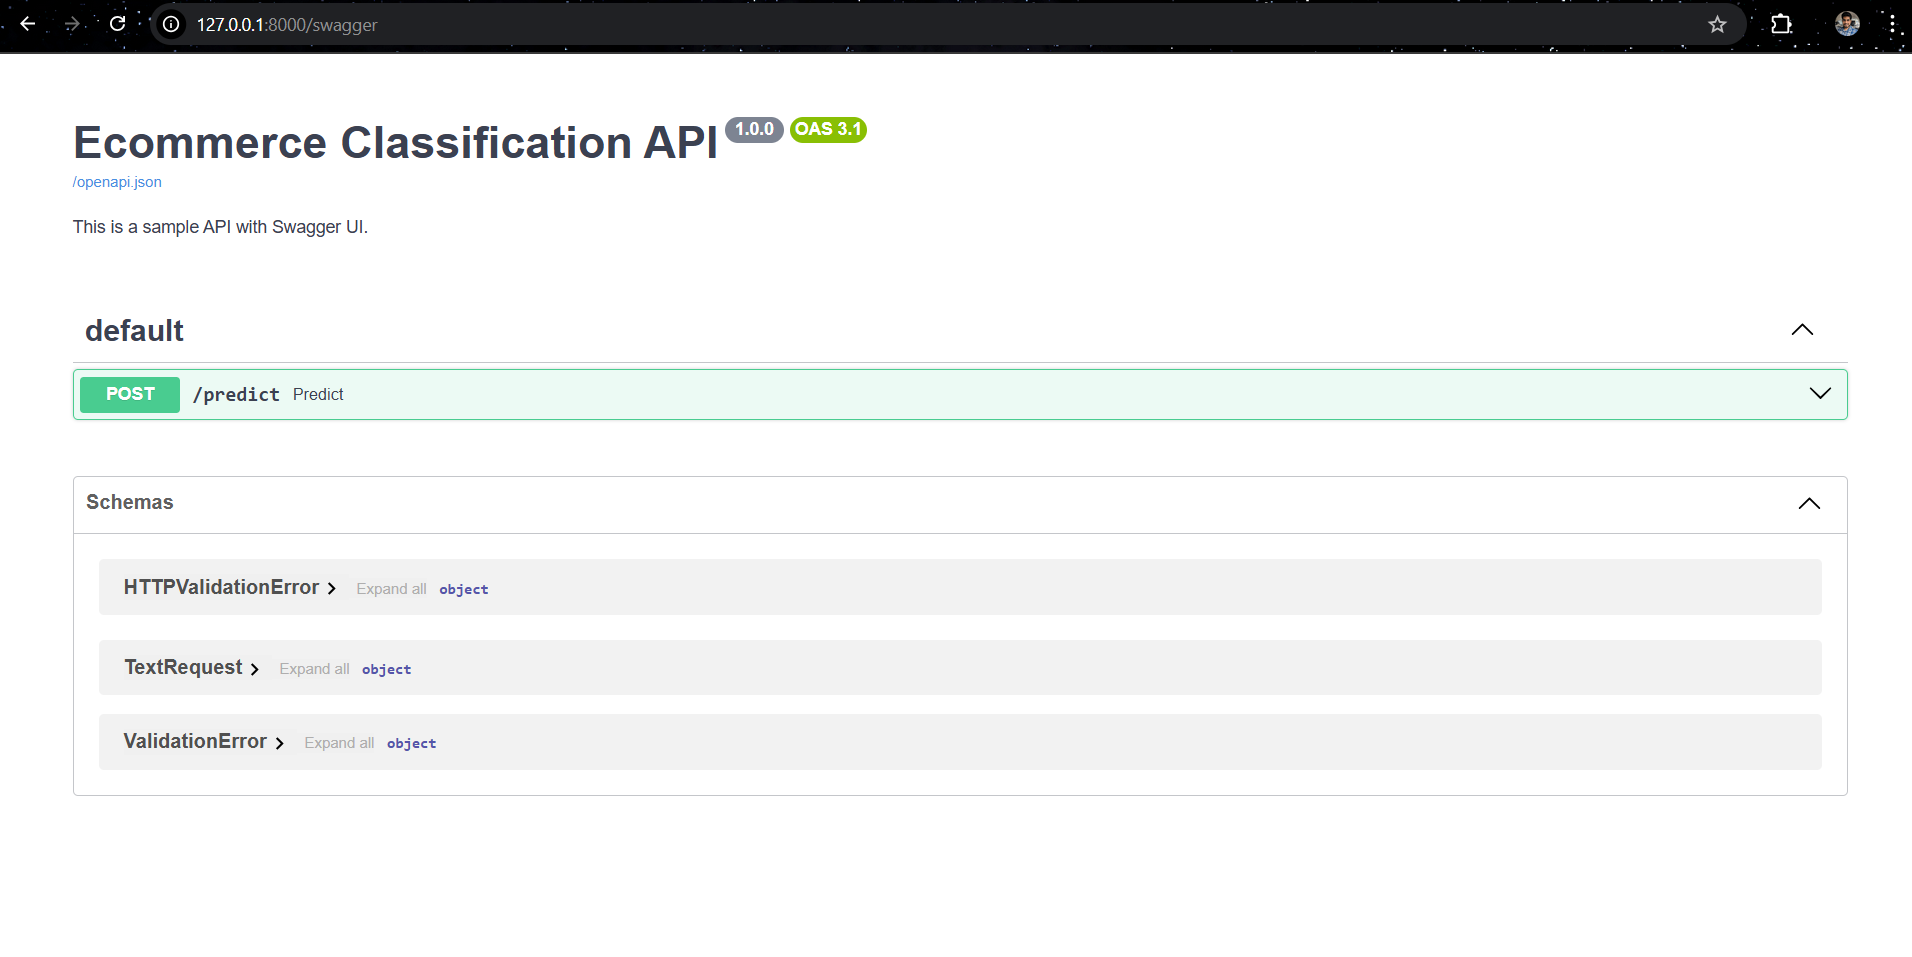 127.0.0.1:8000/swagger
Ecommerce Classification API 1.0.0 OAS 3.1
/openapi.json
This is a sample API with Swagger UI.
default
POST /predict Predict
Schemas
HTTPValidationError Expand all object
TextRequest Expand all object
ValidationError Expand all object